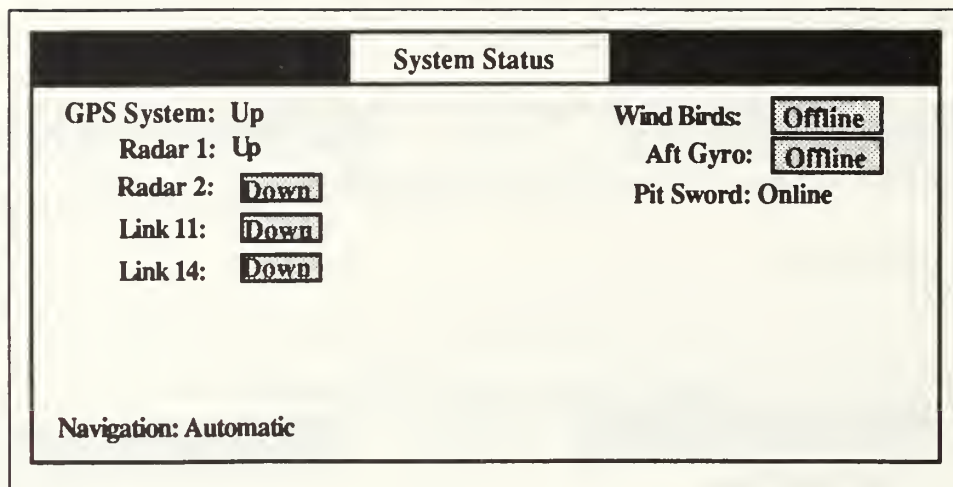 System Status
GPS System: Up
Radar 1: Up
Radar 2: Down
Link 11: Down
Link 14: Down
Wind Birds: Offline
Aft Gyro: Offline
Pit Sword: Online
Navigation: Automatic